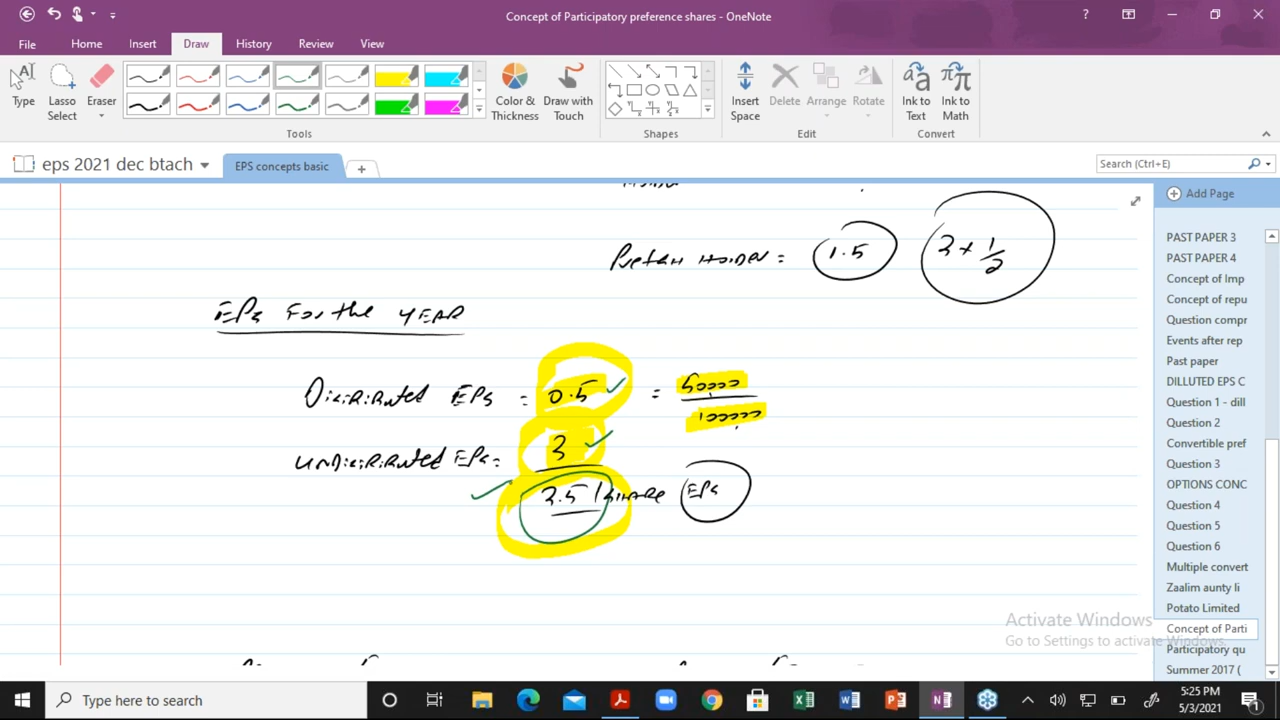 Concept of Participatory preference shares - OneNote
File Home Insert Draw History Review View
Type Lasso Select Eraser Color & Thickness Draw with Touch Insert Space Delete Arrange Rotate Ink to Text Ink to Math
Tools Shapes Edit Convert
eps 2021 dec btach EPS concepts basic Search (Ctrl+E)
Add Page
PAST PAPER 3
PAST PAPER 4
Concept of Imp
Concept of repu
Question compr
Events after rep
Past paper
DILLUTED EPS C
Question 1 - dill
Question 2
Convertible pref
Question 3
OPTIONS CONC
Question 4
Question 5
Question 6
Multiple convert
Zaalim aunty li
Potato Limited
Concept of Parti
Participatory qu
Summer 2017 (
Holder = 1.5 3 x 1/2
EPS For the YEAR
Distributed EPS = 0.5 = 50000 / 100000
Undistributed EPS = 3
3.5 / share EPS
Activate Windows
Go to Settings to activate Windows.
Type here to search
5:25 PM
5/3/2021